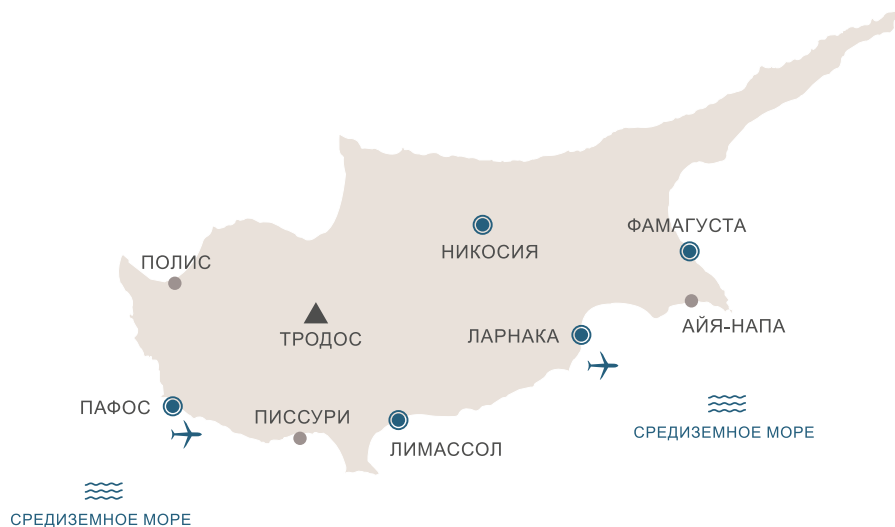 ФАМАГУСТА
НИКОСИЯ
ПОЛИС
АЙЯ-НАПА
ТРОДОС
ЛАРНАКА
ПАФОС
ПИССУРИ
СРЕДИЗЕМНОЕ МОРЕ
ЛИМАССОЛ
СРЕДИЗЕМНОЕ МОРЕ